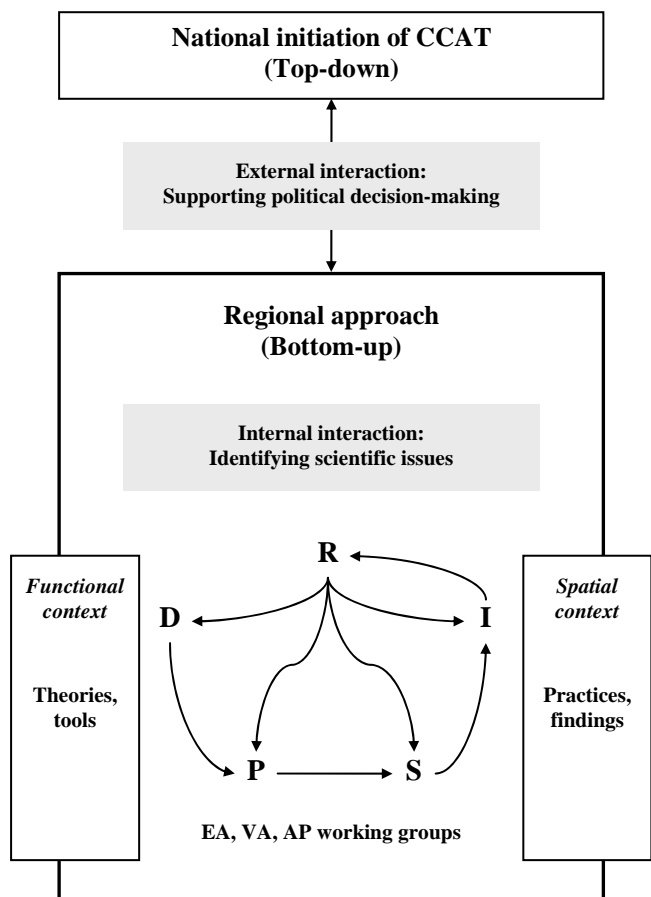 National initiation of CCAT
(Top-down)
External interaction:
Supporting political decision-making
Regional approach
(Bottom-up)
Internal interaction:
Identifying scientific issues
Functional
context
Theories,
tools
R
D
I
P
S
EA, VA, AP working groups
Spatial
context
Practices,
findings